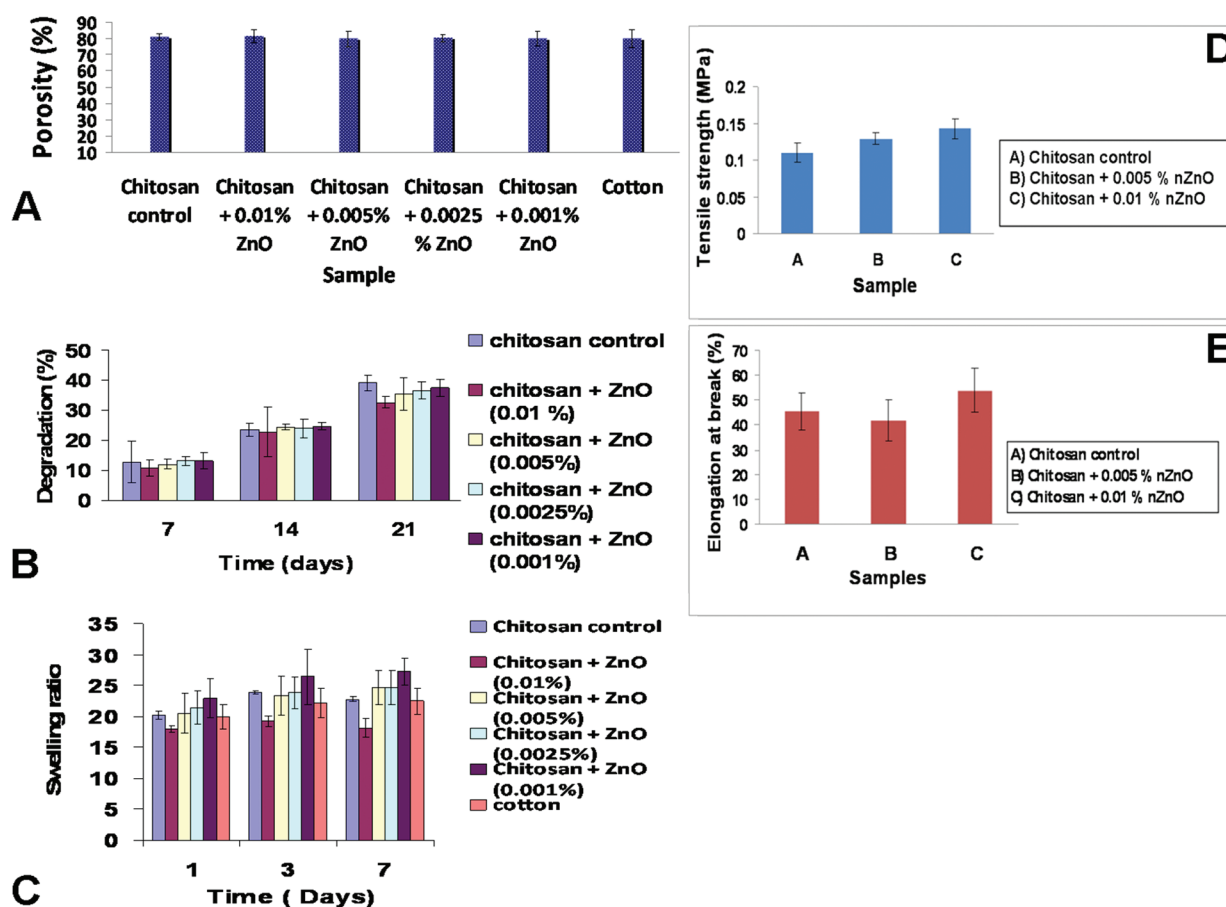 90
80
70
60
50
40
30
20
10
Porosity (%)
Chitosan control
Chitosan + 0.01% ZnO
Chitosan + 0.005% ZnO
Chitosan + 0.0025 % ZnO
Chitosan + 0.001% ZnO
Cotton
Sample
A
50
40
30
20
10
0
Degradation (%)
7 14 21
Time (days)
chitosan control
chitosan + ZnO
(0.01 %)
chitosan + ZnO
(0.005%)
chitosan + ZnO
(0.0025%)
chitosan + ZnO
(0.001%)
B
35
30
25
20
15
10
5
0
Swelling ratio
1 3 7
Time ( Days)
Chitosan control
Chitosan + ZnO
(0.01%)
Chitosan + ZnO
(0.005%)
Chitosan + ZnO
(0.0025%)
Chitosan + ZnO
(0.001%)
cotton
C
D
0.2
0.15
0.1
0.05
0
Tensile strength (MPa)
A B C
Sample
A) Chitosan control
B) Chitosan + 0.005 % nZnO
C) Chitosan + 0.01 % nZnO
E
70
60
50
40
30
20
10
0
Elongation at break (%)
A B C
Samples
A) Chitosan control
B) Chitosan + 0.005 % nZnO
C) Chitosan + 0.01 % nZnO